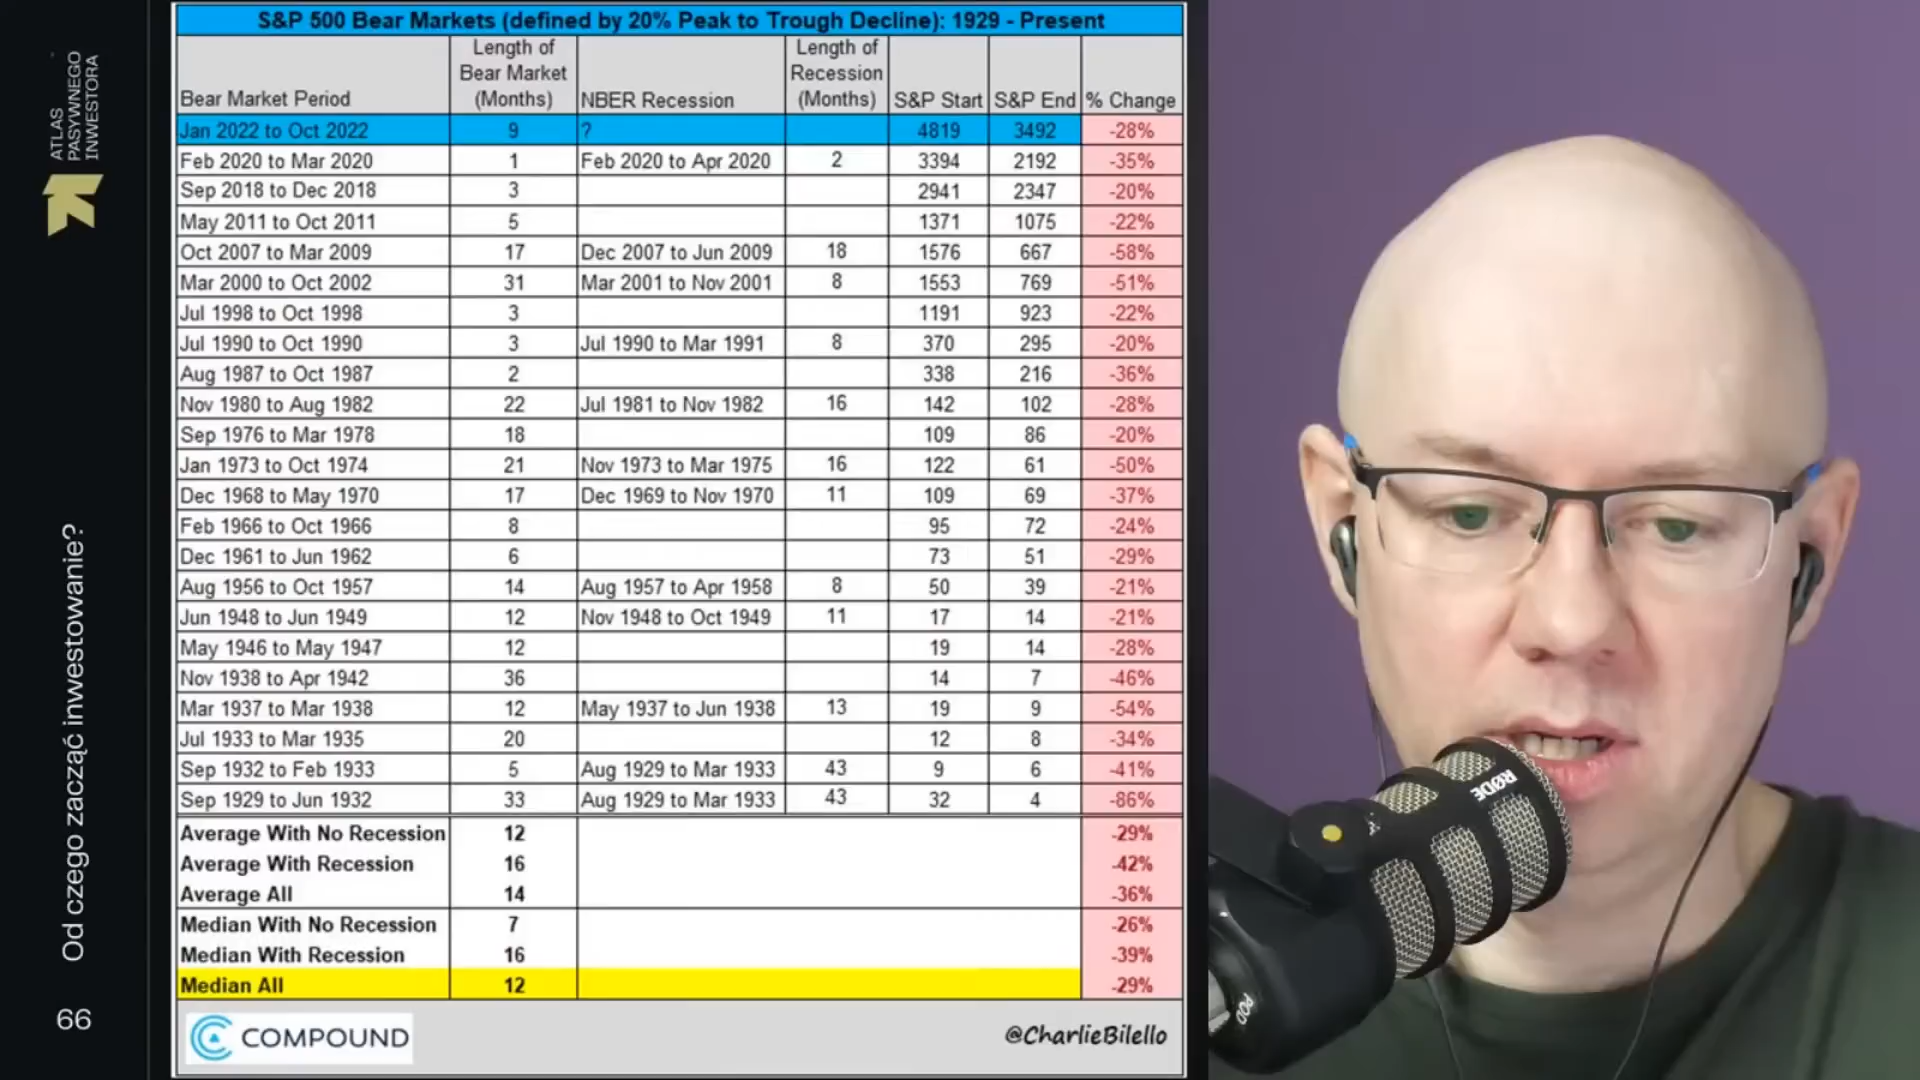 ATLAS
PASYWNEGO
INWESTORA
Od czego zacząć inwestowanie?
66
S&P 500 Bear Markets (defined by 20% Peak to Trough Decline): 1929 - Present
Bear Market Period Length of Bear Market (Months) NBER Recession Length of Recession (Months) S&P Start S&P End % Change
Jan 2022 to Oct 2022 9 ? 4819 3492 -28%
Feb 2020 to Mar 2020 1 Feb 2020 to Apr 2020 2 3394 2192 -35%
Sep 2018 to Dec 2018 3 2941 2347 -20%
May 2011 to Oct 2011 5 1371 1075 -22%
Oct 2007 to Mar 2009 17 Dec 2007 to Jun 2009 18 1576 667 -58%
Mar 2000 to Oct 2002 31 Mar 2001 to Nov 2001 8 1553 769 -51%
Jul 1998 to Oct 1998 3 1191 923 -22%
Jul 1990 to Oct 1990 3 Jul 1990 to Mar 1991 8 370 295 -20%
Aug 1987 to Oct 1987 2 338 216 -36%
Nov 1980 to Aug 1982 22 Jul 1981 to Nov 1982 16 142 102 -28%
Sep 1976 to Mar 1978 18 109 86 -20%
Jan 1973 to Oct 1974 21 Nov 1973 to Mar 1975 16 122 61 -50%
Dec 1968 to May 1970 17 Dec 1969 to Nov 1970 11 109 69 -37%
Feb 1966 to Oct 1966 8 95 72 -24%
Dec 1961 to Jun 1962 6 73 51 -29%
Aug 1956 to Oct 1957 14 Aug 1957 to Apr 1958 8 50 39 -21%
Jun 1948 to Jun 1949 12 Nov 1948 to Oct 1949 11 17 14 -21%
May 1946 to May 1947 12 19 14 -28%
Nov 1938 to Apr 1942 36 14 7 -46%
Mar 1937 to Mar 1938 12 May 1937 to Jun 1938 13 19 9 -54%
Jul 1933 to Mar 1935 20 12 8 -34%
Sep 1932 to Feb 1933 5 Aug 1929 to Mar 1933 43 9 6 -41%
Sep 1929 to Jun 1932 33 Aug 1929 to Mar 1933 43 32 4 -86%
Average With No Recession 12 -29%
Average With Recession 16 -42%
Average All 14 -36%
Median With No Recession 7 -26%
Median With Recession 16 -39%
Median All 12 -29%
COMPOUND
@CharlieBilello
RØDE
POD